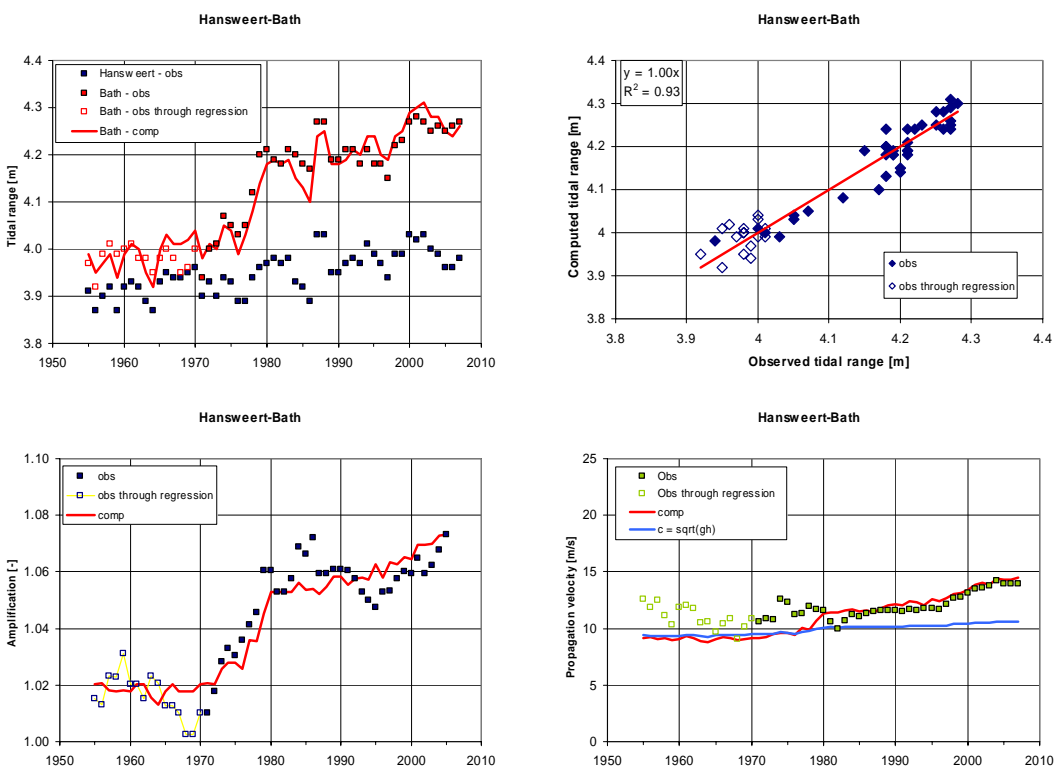 Hansweert-Bath
Tidal range [m]
4.4
4.3
4.2
4.1
4.0
3.9
3.8
Hansweert - obs
Bath - obs
Bath - obs through regression
Bath - comp
1950 1960 1970 1980 1990 2000 2010
Hansweert-Bath
Computed tidal range [m]
4.4
4.3
4.2
4.1
4
3.9
3.8
y = 1.00x
R² = 0.93
obs
obs through regression
3.8 3.9 4 4.1 4.2 4.3 4.4
Observed tidal range [m]
Hansweert-Bath
Amplification [-]
1.10
1.08
1.06
1.04
1.02
1.00
obs
obs through regression
comp
1950 1960 1970 1980 1990 2000 2010
Hansweert-Bath
Propagation velocity [m/s]
25
20
15
10
5
0
Obs
Obs through regression
comp
c = sqrt(gh)
1950 1960 1970 1980 1990 2000 2010